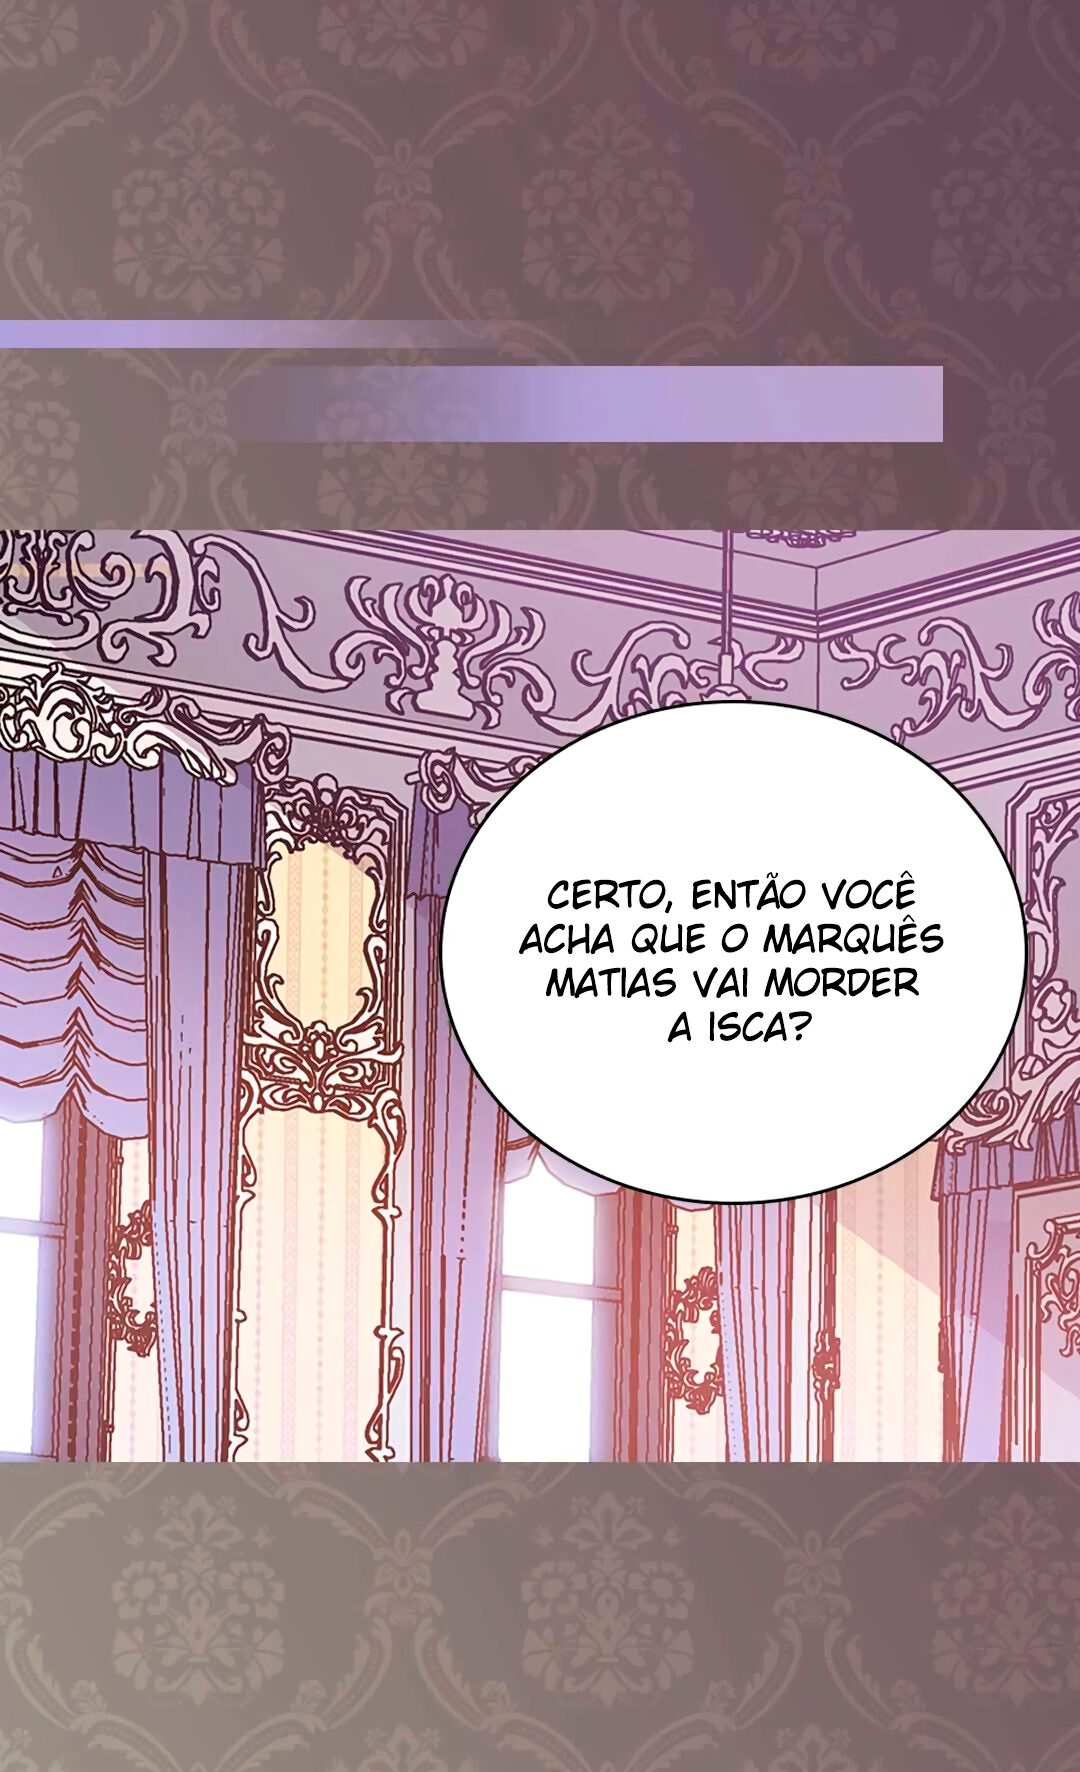 CERTO, ENTÃO VOCÊ
ACHA QUE O MARQUÊS
MATIAS VAI MORDER
A ISCA?